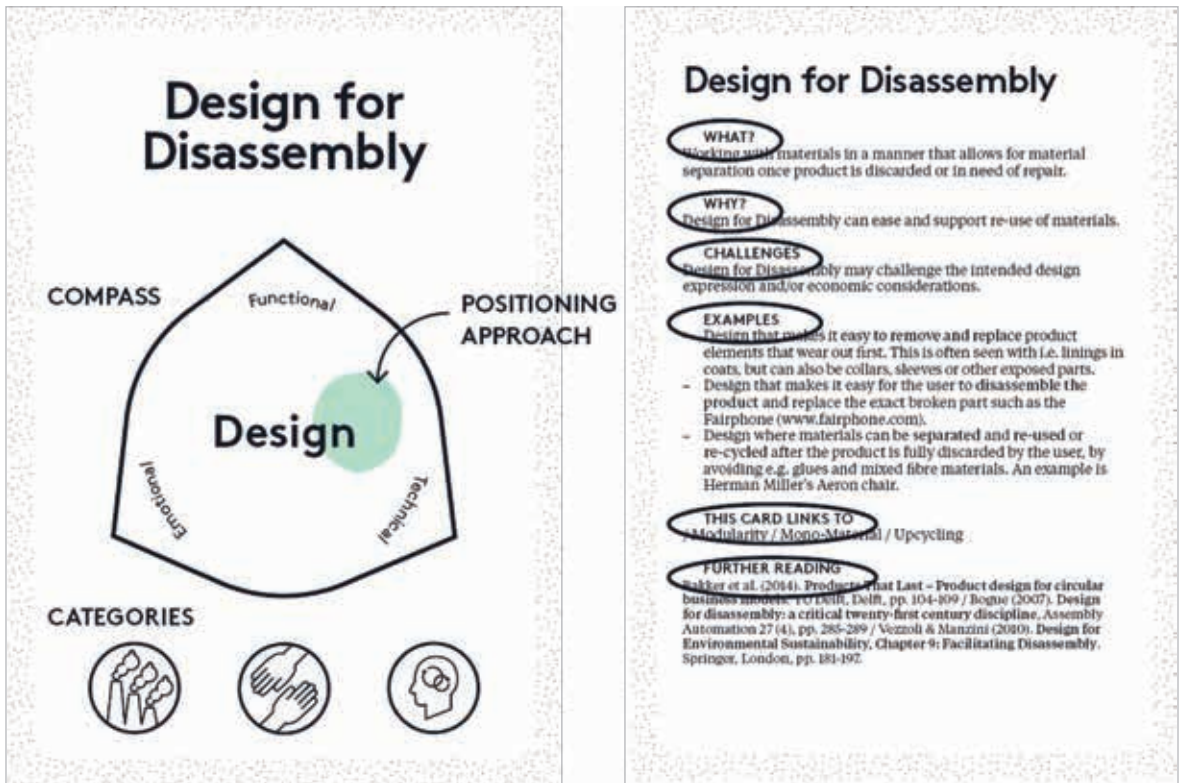 Design for
Disassembly
COMPASS
Functional
POSITIONING
APPROACH
Design
Emotional
Technical
CATEGORIES
Design for Disassembly
WHAT?
Working with materials in a manner that allows for material
separation once product is discarded or in need of repair.
WHY?
Design for Disassembly can ease and support re-use of materials.
CHALLENGES
Design for Disassembly may challenge the intended design
expression and/or economic considerations.
EXAMPLES
Design that makes it easy to remove and replace product
elements that wear out first. This is often seen with i.e. linings in
coats, but can also be collars, sleeves or other exposed parts.
– Design that makes it easy for the user to disassemble the
product and replace the exact broken part such as the
Fairphone (www.fairphone.com).
– Design where materials can be separated and re-used or
re-cycled after the product is fully discarded by the user, by
avoiding e.g. glues and mixed fibre materials. An example is
Herman Miller's Aeron chair.
THIS CARD LINKS TO
/ Modularity / Mono-Material / Upcycling
FURTHER READING
Bakker et al. (2014). Products That Last – Product design for circular
business models. TU Delft, Delft, pp. 104-109 / Bogue (2007). Design
for disassembly: a critical twenty-first century discipline, Assembly
Automation 27 (4), pp. 285-289 / Vezzoli & Manzini (2010). Design for
Environmental Sustainability, Chapter 9: Facilitating Disassembly.
Springer, London, pp. 181-197.